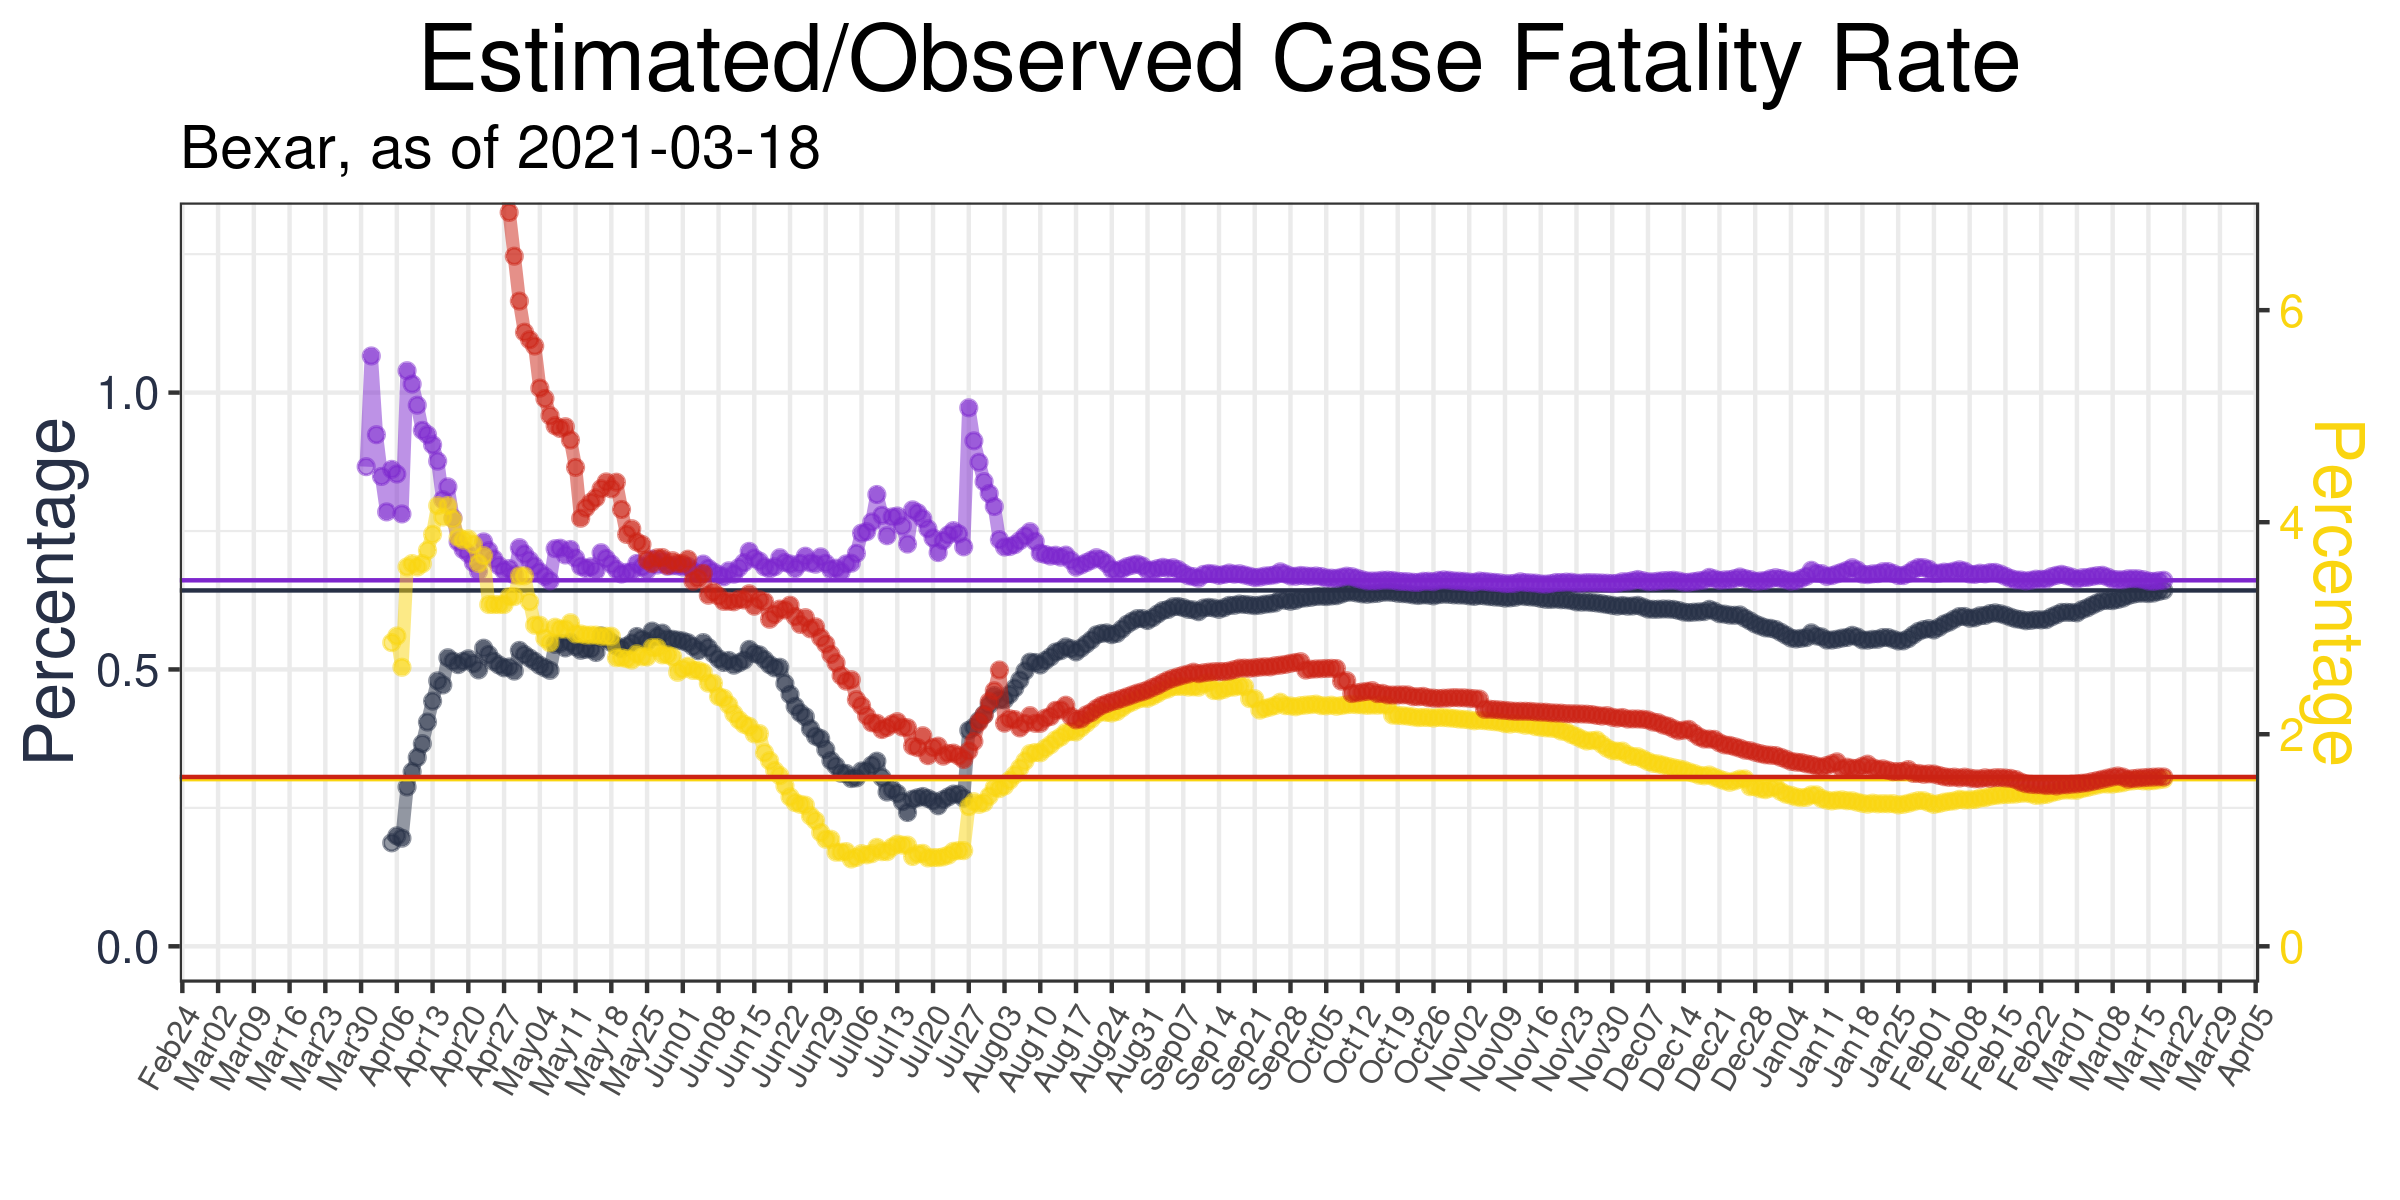 Estimated/Observed Case Fatality Rate
Bexar, as of 2021-03-18
Percentage
1.0
0.5
0.0
6
4
2
0
Percentage
Feb24
Mar02
Mar09
Mar16
Mar23
Mar30
Apr06
Apr13
Apr20
Apr27
May04
May11
May18
May25
Jun01
Jun08
Jun15
Jun22
Jun29
Jul06
Jul13
Jul20
Jul27
Aug03
Aug10
Aug17
Aug24
Aug31
Sep07
Sep14
Sep21
Sep28
Oct05
Oct12
Oct19
Oct26
Nov02
Nov09
Nov16
Nov23
Nov30
Dec07
Dec14
Dec21
Dec28
Jan04
Jan11
Jan18
Jan25
Feb01
Feb08
Feb15
Feb22
Mar01
Mar08
Mar15
Mar22
Mar29
Apr05